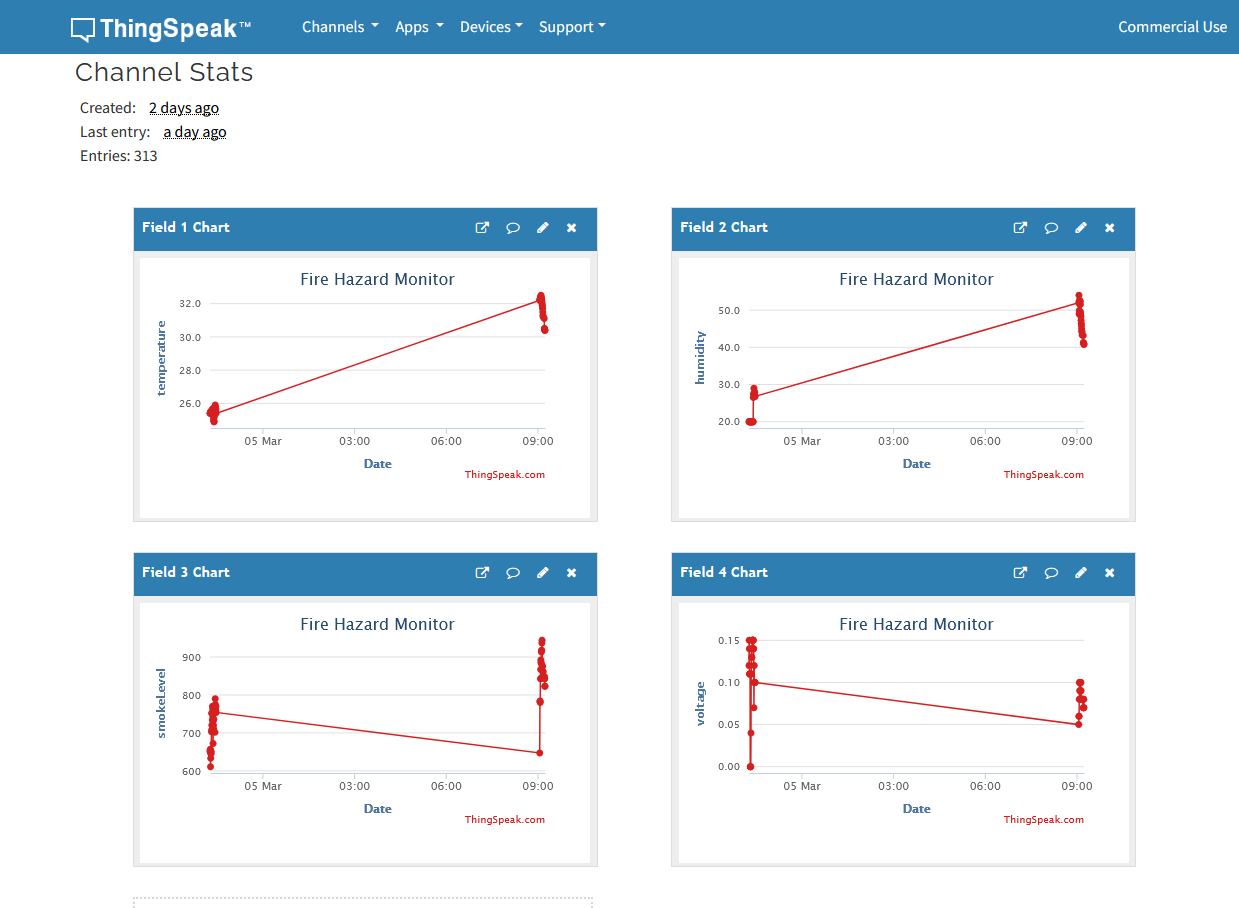 ThingSpeak™ Channels Apps Devices Support Commercial Use
Channel Stats
Created: 2 days ago
Last entry: a day ago
Entries: 313
Field 1 Chart
Fire Hazard Monitor
temperature
32.0
30.0
28.0
26.0
05 Mar 03:00 06:00 09:00
Date
ThingSpeak.com
Field 2 Chart
Fire Hazard Monitor
humidity
50.0
40.0
30.0
20.0
05 Mar 03:00 06:00 09:00
Date
ThingSpeak.com
Field 3 Chart
Fire Hazard Monitor
smokeLevel
900
800
700
600
05 Mar 03:00 06:00 09:00
Date
ThingSpeak.com
Field 4 Chart
Fire Hazard Monitor
voltage
0.15
0.10
0.05
0.00
05 Mar 03:00 06:00 09:00
Date
ThingSpeak.com